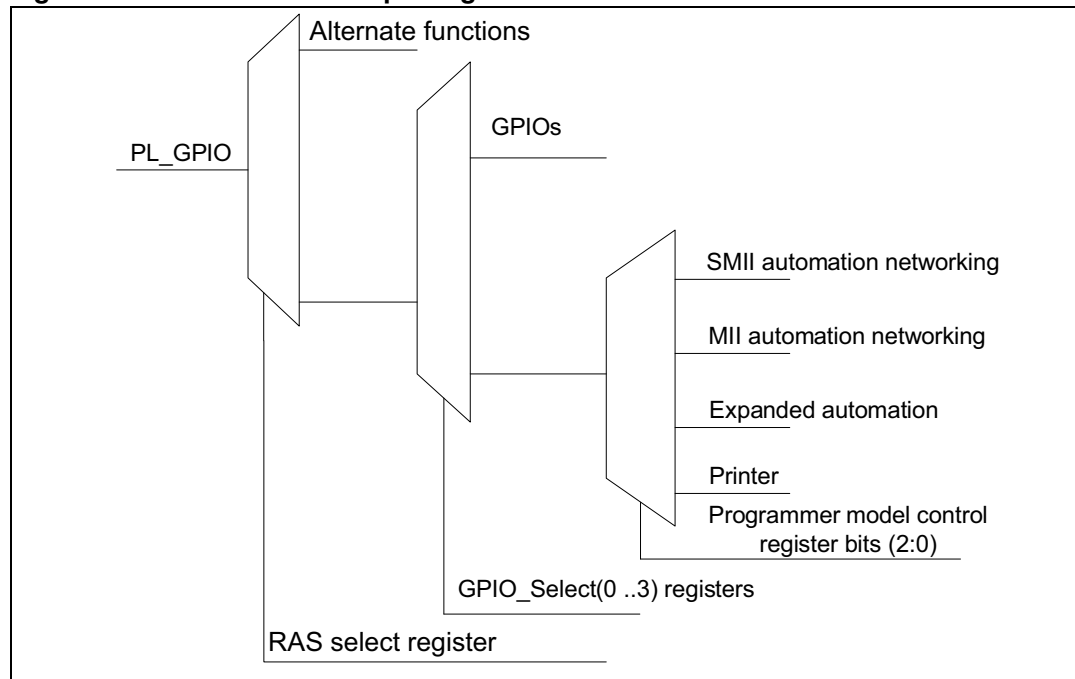 Alternate functions
GPIOs
PL_GPIO
SMII automation networking
MII automation networking
Expanded automation
Printer
Programmer model control
register bits (2:0)
GPIO_Select(0 ..3) registers
RAS select register